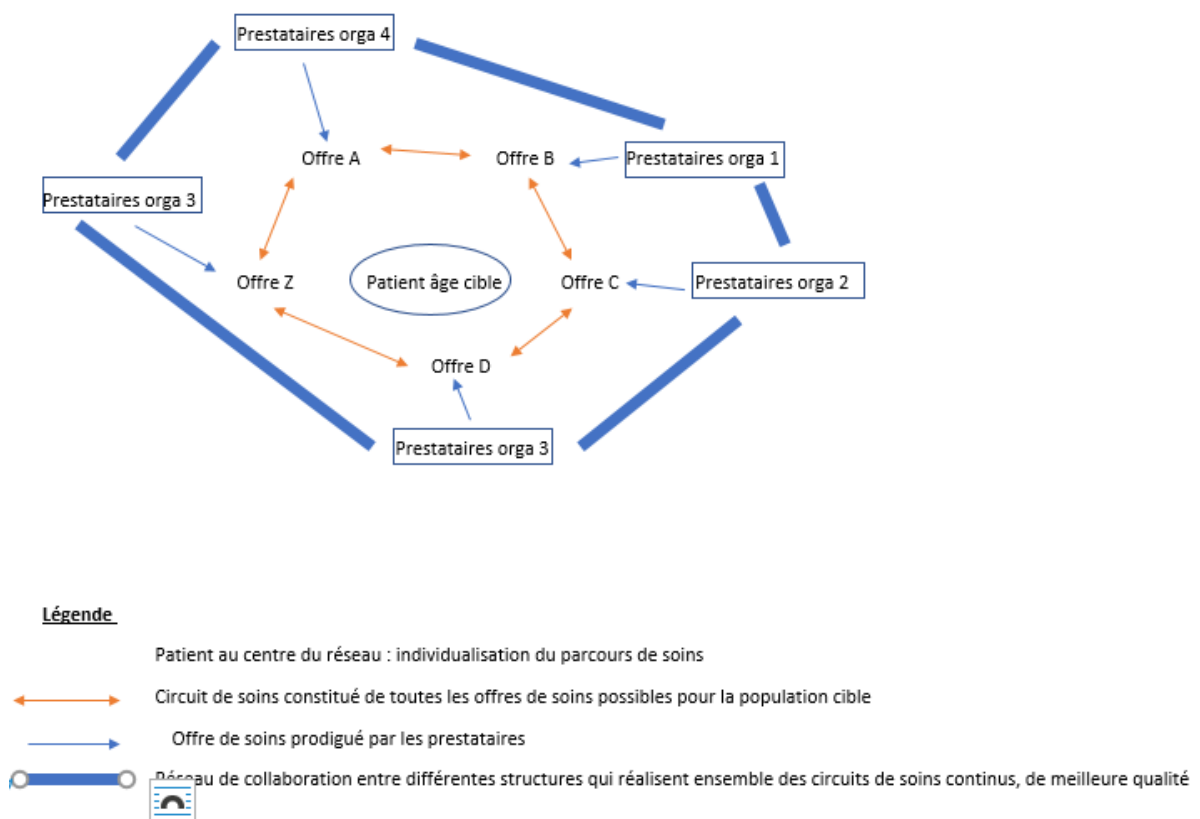 Prestataires orga 4
Offre A
Offre B
Prestataires orga 1
Prestataires orga 3
Offre Z
Patient âge cible
Offre C
Prestataires orga 2
Offre D
Prestataires orga 3
Légende
Patient au centre du réseau : individualisation du parcours de soins
Circuit de soins constitué de toutes les offres de soins possibles pour la population cible
Offre de soins prodigué par les prestataires
Réseau de collaboration entre différentes structures qui réalisent ensemble des circuits de soins continus, de meilleure qualité